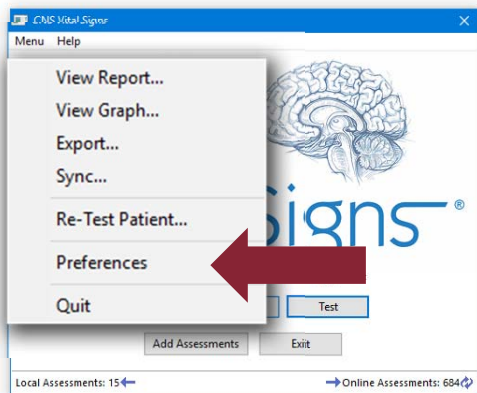 CNS Vital Signs
Menu Help
View Report...
View Graph...
Export...
Sync...
Re-Test Patient...
Preferences
Quit
Signs®
Test
Add Assessments
Exiit
Local Assessments: 15
Online Assessments: 684